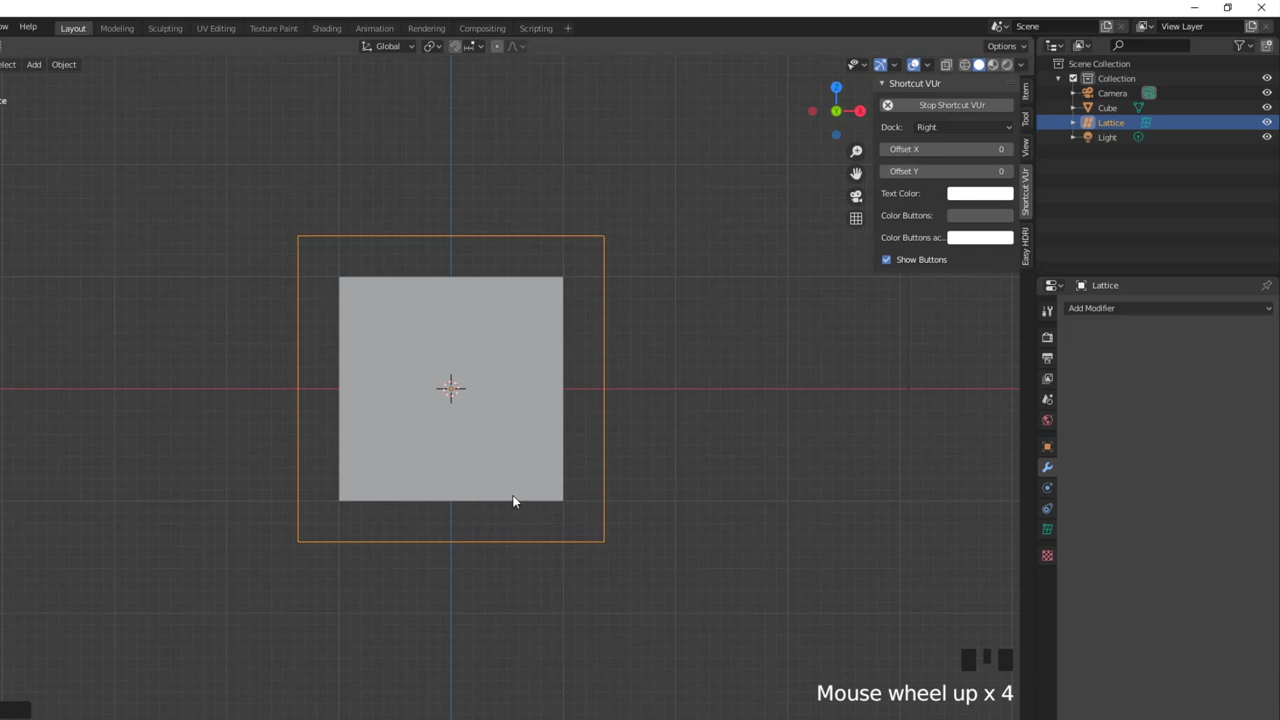 Help
Layout
Modeling
Sculpting
UV Editing
Texture Paint
Shading
Animation
Rendering
Compositing
Scripting
+
Scene
View Layer
Global
Options
Add
Object
Scene Collection
Collection
Camera
Cube
Lattice
Light
Shortcut VUr
Stop Shortcut VUr
Dock:
Right
Offset X
0
Offset Y
0
Text Color:
Color Buttons:
Color Buttons ac..
Show Buttons
Item
Tool
View
Shortcut VUr
Easy HDRI
Z
X
Y
Lattice
Add Modifier
Mouse wheel up x 4